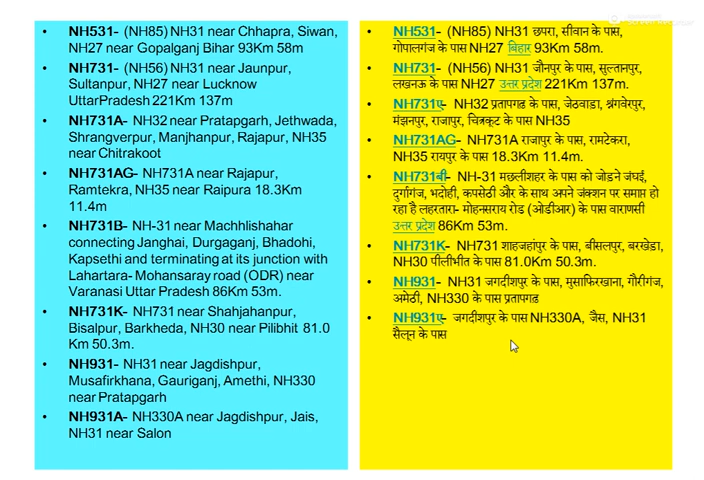 • NH531- (NH85) NH31 near Chhapra, Siwan,
NH27 near Gopalganj Bihar 93Km 58m
• NH731- (NH56) NH31 near Jaunpur,
Sultanpur, NH27 near Lucknow
UttarPradesh 221Km 137m
• NH731A- NH32 near Pratapgarh, Jethwada,
Shrangverpur, Manjhanpur, Rajapur, NH35
near Chitrakoot
• NH731AG- NH731A near Rajapur,
Ramtekra, NH35 near Raipura 18.3Km
11.4m
• NH731B- NH-31 near Machhlishahar
connecting Janghai, Durgaganj, Bhadohi,
Kapsethi and terminating at its junction with
Lahartara- Mohansaray road (ODR) near
Varanasi Uttar Pradesh 86Km 53m.
• NH731K- NH731 near Shahjahanpur,
Bisalpur, Barkheda, NH30 near Pilibhit 81.0
Km 50.3m.
• NH931- NH31 near Jagdishpur,
Musafirkhana, Gauriganj, Amethi, NH330
near Pratapgarh
• NH931A- NH330A near Jagdishpur, Jais,
NH31 near Salon
• NH531- (NH85) NH31 छपरा, सीवान के पास,
गोपालगंज के पास NH27 बिहार 93Km 58m.
• NH731- (NH56) NH31 जौनपुर के पास, सुल्तानपुर,
लखनऊ के पास NH27 उत्तर प्रदेश 221Km 137m.
• NH731ए- NH32 प्रतापगढ के पास, जेठवाडा, श्रंगवेरपुर,
मंझनपुर, राजापुर, चित्रकूट के पास NH35
• NH731AG- NH731A राजापुर के पास, रामटेकरा,
NH35 रायपुर के पास 18.3Km 11.4m.
• NH731बी- NH-31 मछलीशहर के पास को जोड़ने जंघई,
दुर्गागंज, भदोही, कपसेठी और के साथ अपने जंक्शन पर समाप्त हो
रहा है लहरतारा- मोहनसराय रोड (ओडीआर) के पास वाराणसी
उत्तर प्रदेश 86Km 53m.
• NH731K- NH731 शाहजहांपुर के पास, बीसलपुर, बरखेडा,
NH30 पीलीभीत के पास 81.0Km 50.3m.
• NH931- NH31 जगदीशपुर के पास, मुसाफिरखाना, गौरीगंज,
अमेठी, NH330 के पास प्रतापगढ
• NH931ए- जगदीशपुर के पास NH330A, जैस, NH31
सैलून के पास